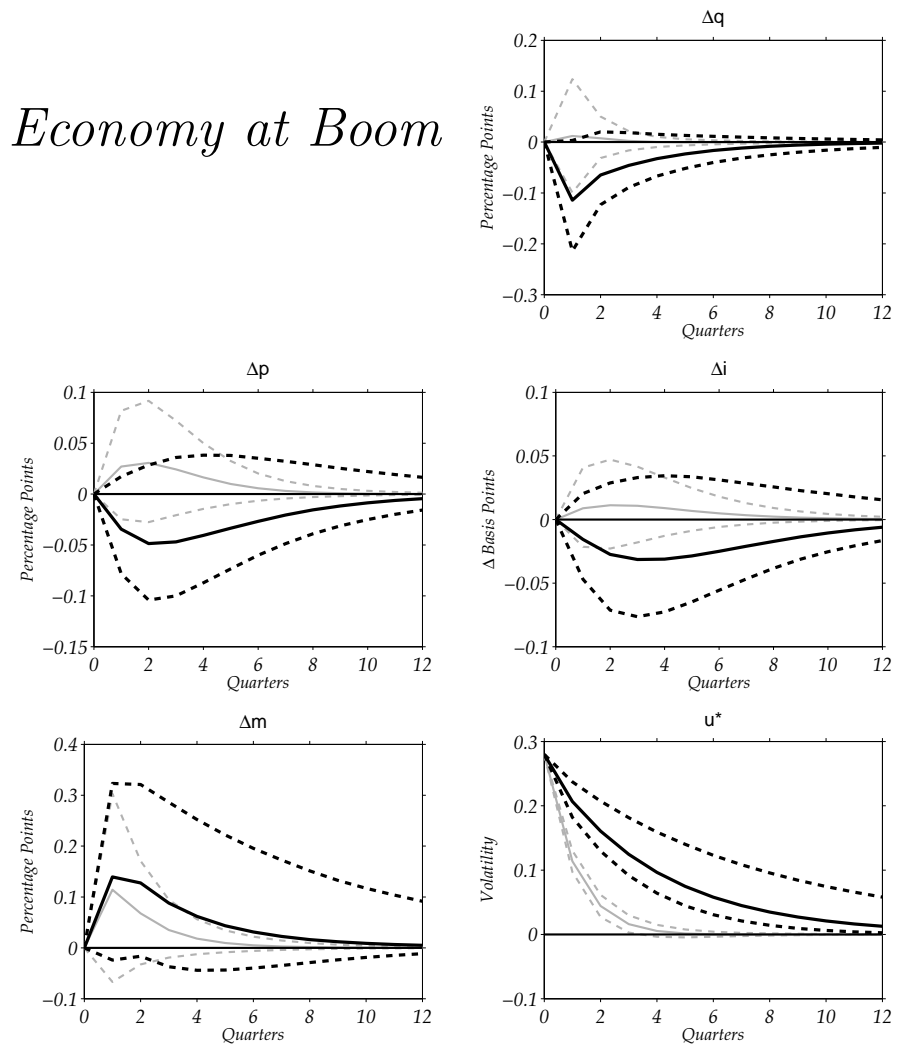 Δq
0.2
0.1
0
−0.1
−0.2
−0.3
Percentage Points
0 2 4 6 8 10 12
Quarters
Economy at Boom
Δp
0.1
0.05
0
−0.05
−0.1
−0.15
Percentage Points
0 2 4 6 8 10 12
Quarters
Δi
0.1
0.05
0
−0.05
−0.1
Δ Basis Points
0 2 4 6 8 10 12
Quarters
Δm
0.4
0.3
0.2
0.1
0
−0.1
Percentage Points
0 2 4 6 8 10 12
Quarters
u*
0.3
0.2
0.1
0
−0.1
Volatility
0 2 4 6 8 10 12
Quarters